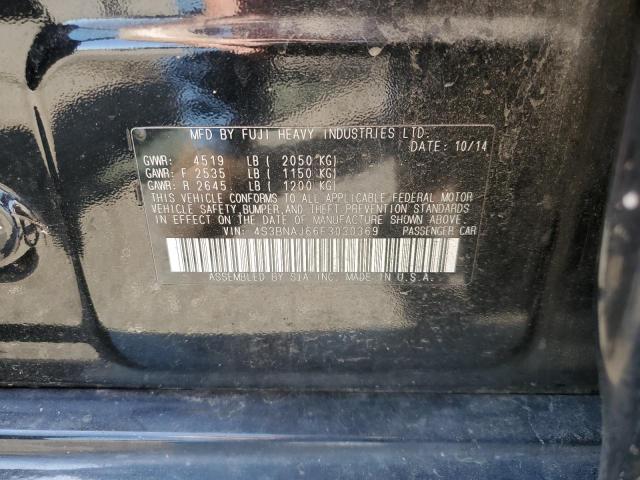 MFD BY FUJI HEAVY INDUSTRIES LTD.
DATE: 10/14
GVWR: 4519 LB ( 2050 KG)
GAWR: F 2535 LB ( 1150 KG)
GAWR: R 2645 LB ( 1200 KG)
THIS VEHICLE CONFORMS TO ALL APPLICABLE FEDERAL MOTOR
VEHICLE SAFETY, BUMPER, AND THEFT PREVENTION STANDARDS
IN EFFECT ON THE DATE OF MANUFACTURE SHOWN ABOVE.
VIN: 4S3BNAJ66F3030369 PASSENGER CAR
ASSEMBLED BY SIA INC. MADE IN U.S.A.